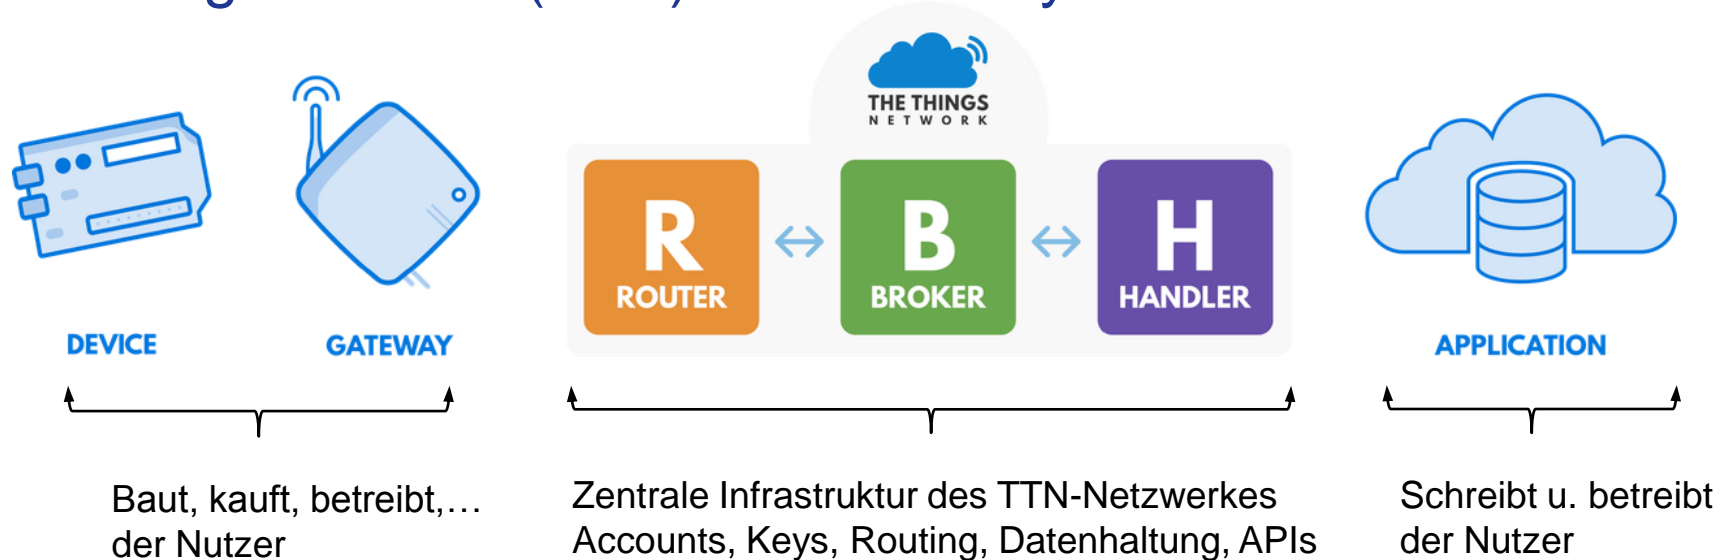 THE THINGS
NETWORK
R
ROUTER
B
BROKER
H
HANDLER
DEVICE
GATEWAY
APPLICATION
Baut, kauft, betreibt,…
der Nutzer
Zentrale Infrastruktur des TTN-Netzwerkes
Accounts, Keys, Routing, Datenhaltung, APIs
Schreibt u. betreibt
der Nutzer